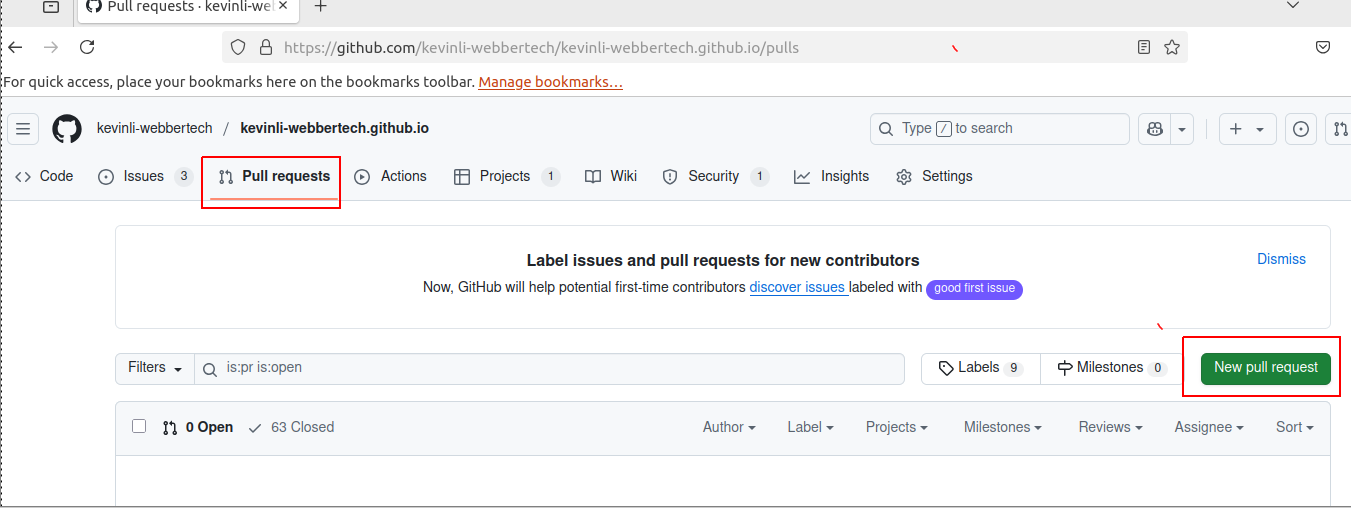 Pull requests · kevinli-we
https://github.com/kevinli-webbertech/kevinli-webbertech.github.io/pulls
For quick access, place your bookmarks here on the bookmarks toolbar. Manage bookmarks…
kevinli-webbertech / kevinli-webbertech.github.io Type / to search
Code Issues 3 Pull requests Actions Projects 1 Wiki Security 1 Insights Settings
Label issues and pull requests for new contributors Dismiss
Now, GitHub will help potential first-time contributors discover issues labeled with good first issue
Filters is:pr is:open Labels 9 Milestones 0 New pull request
0 Open 63 Closed Author Label Projects Milestones Reviews Assignee Sort